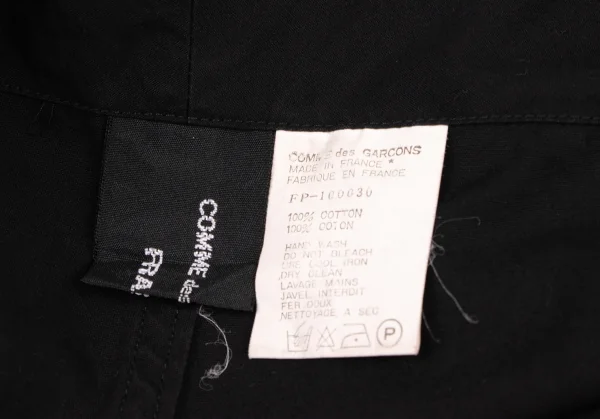 COMME des GARCONS
MADE IN FRANCE *
FABRIQUE EN FRANCE
FP-100030
100% COTTON
100% COTON
HAND WASH
DO NOT BLEACH
USE COOL IRON
DRY CLEAN
LAVAGE MAINS
JAVEL INTERDIT
FER DOUX
NETTOYAGE A SEC
P
COMME des